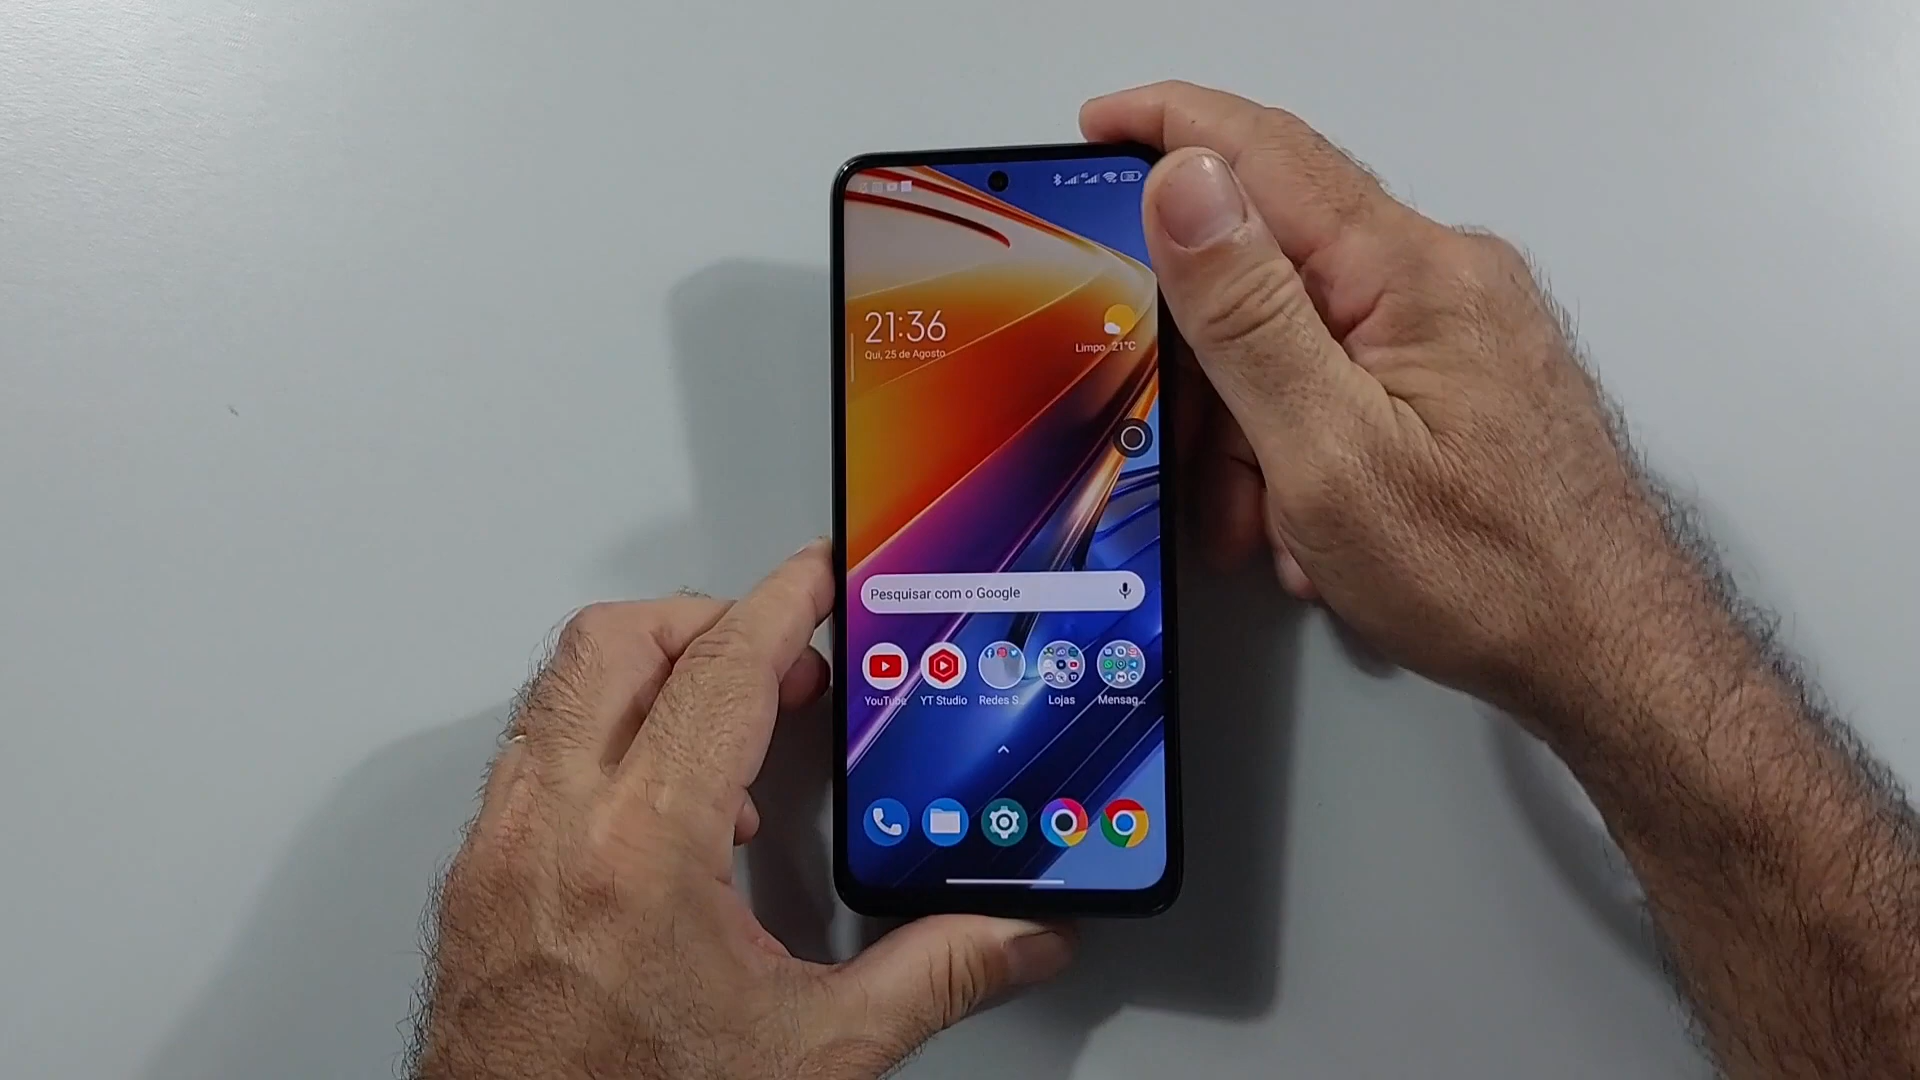 21:36
Qui, 25 de Agosto
Limpo 21°C
Pesquisar com o Google
YouTube
YT Studio
Redes S...
Lojas
Mensag...